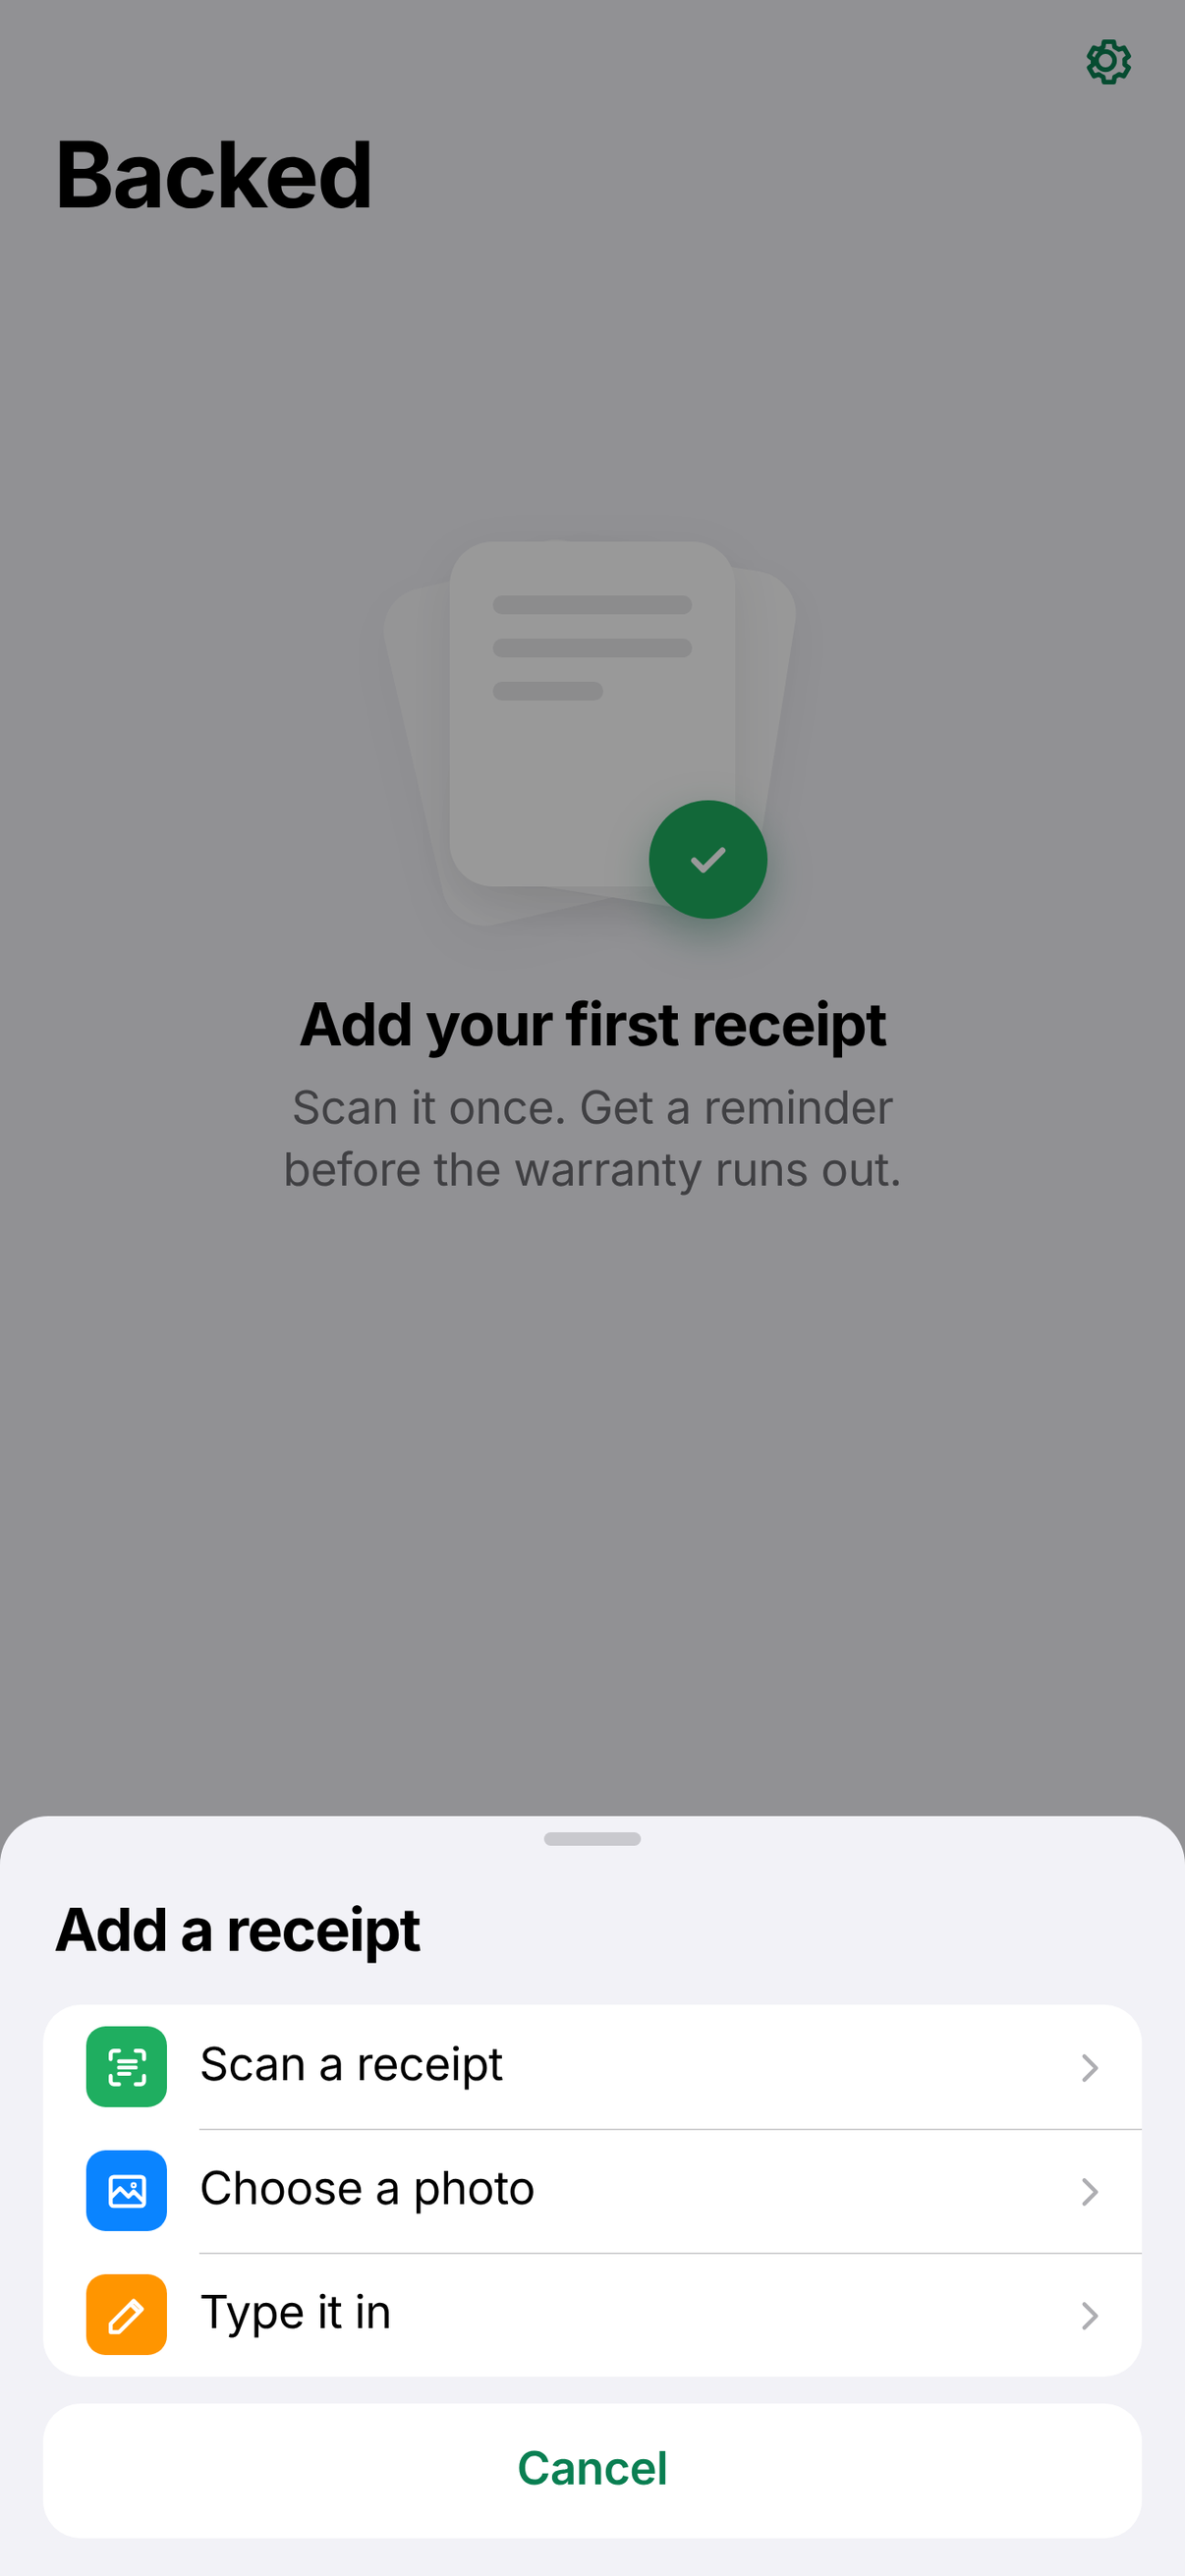 Backed
Add your first receipt
Scan it once. Get a reminder
before the warranty runs out.
Add a receipt
Scan a receipt
Choose a photo
Type it in
Cancel